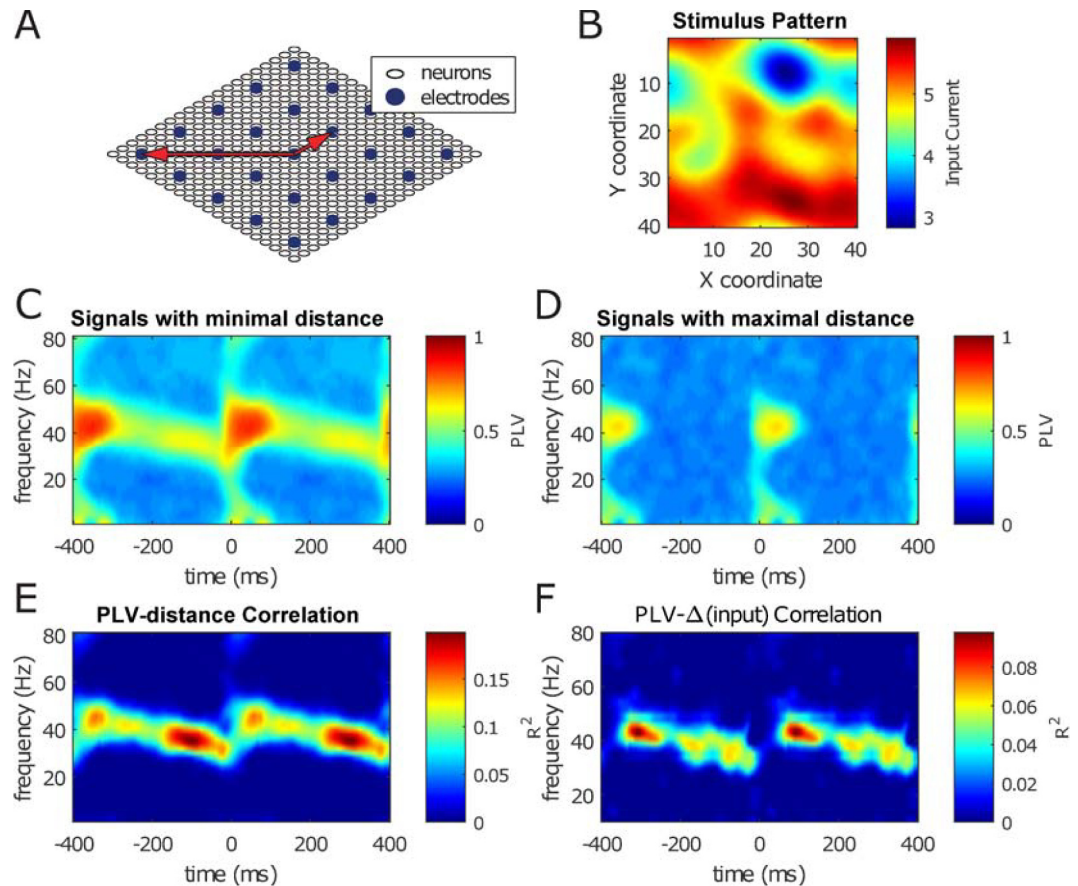 A
neurons
electrodes
B
Stimulus Pattern
Y coordinate
10
20
30
40
10 20 30 40
X coordinate
5
4
3
Input Current
C
Signals with minimal distance
frequency (Hz)
80
60
40
20
-400 -200 0 200 400
time (ms)
1
0.5
0
PLV
D
Signals with maximal distance
frequency (Hz)
80
60
40
20
-400 -200 0 200 400
time (ms)
1
0.5
0
PLV
E
PLV-distance Correlation
frequency (Hz)
80
60
40
20
-400 -200 0 200 400
time (ms)
0.15
0.1
0.05
0
R²
F
PLV-Δ(input) Correlation
frequency (Hz)
80
60
40
20
-400 -200 0 200 400
time (ms)
0.08
0.06
0.04
0.02
0
R²